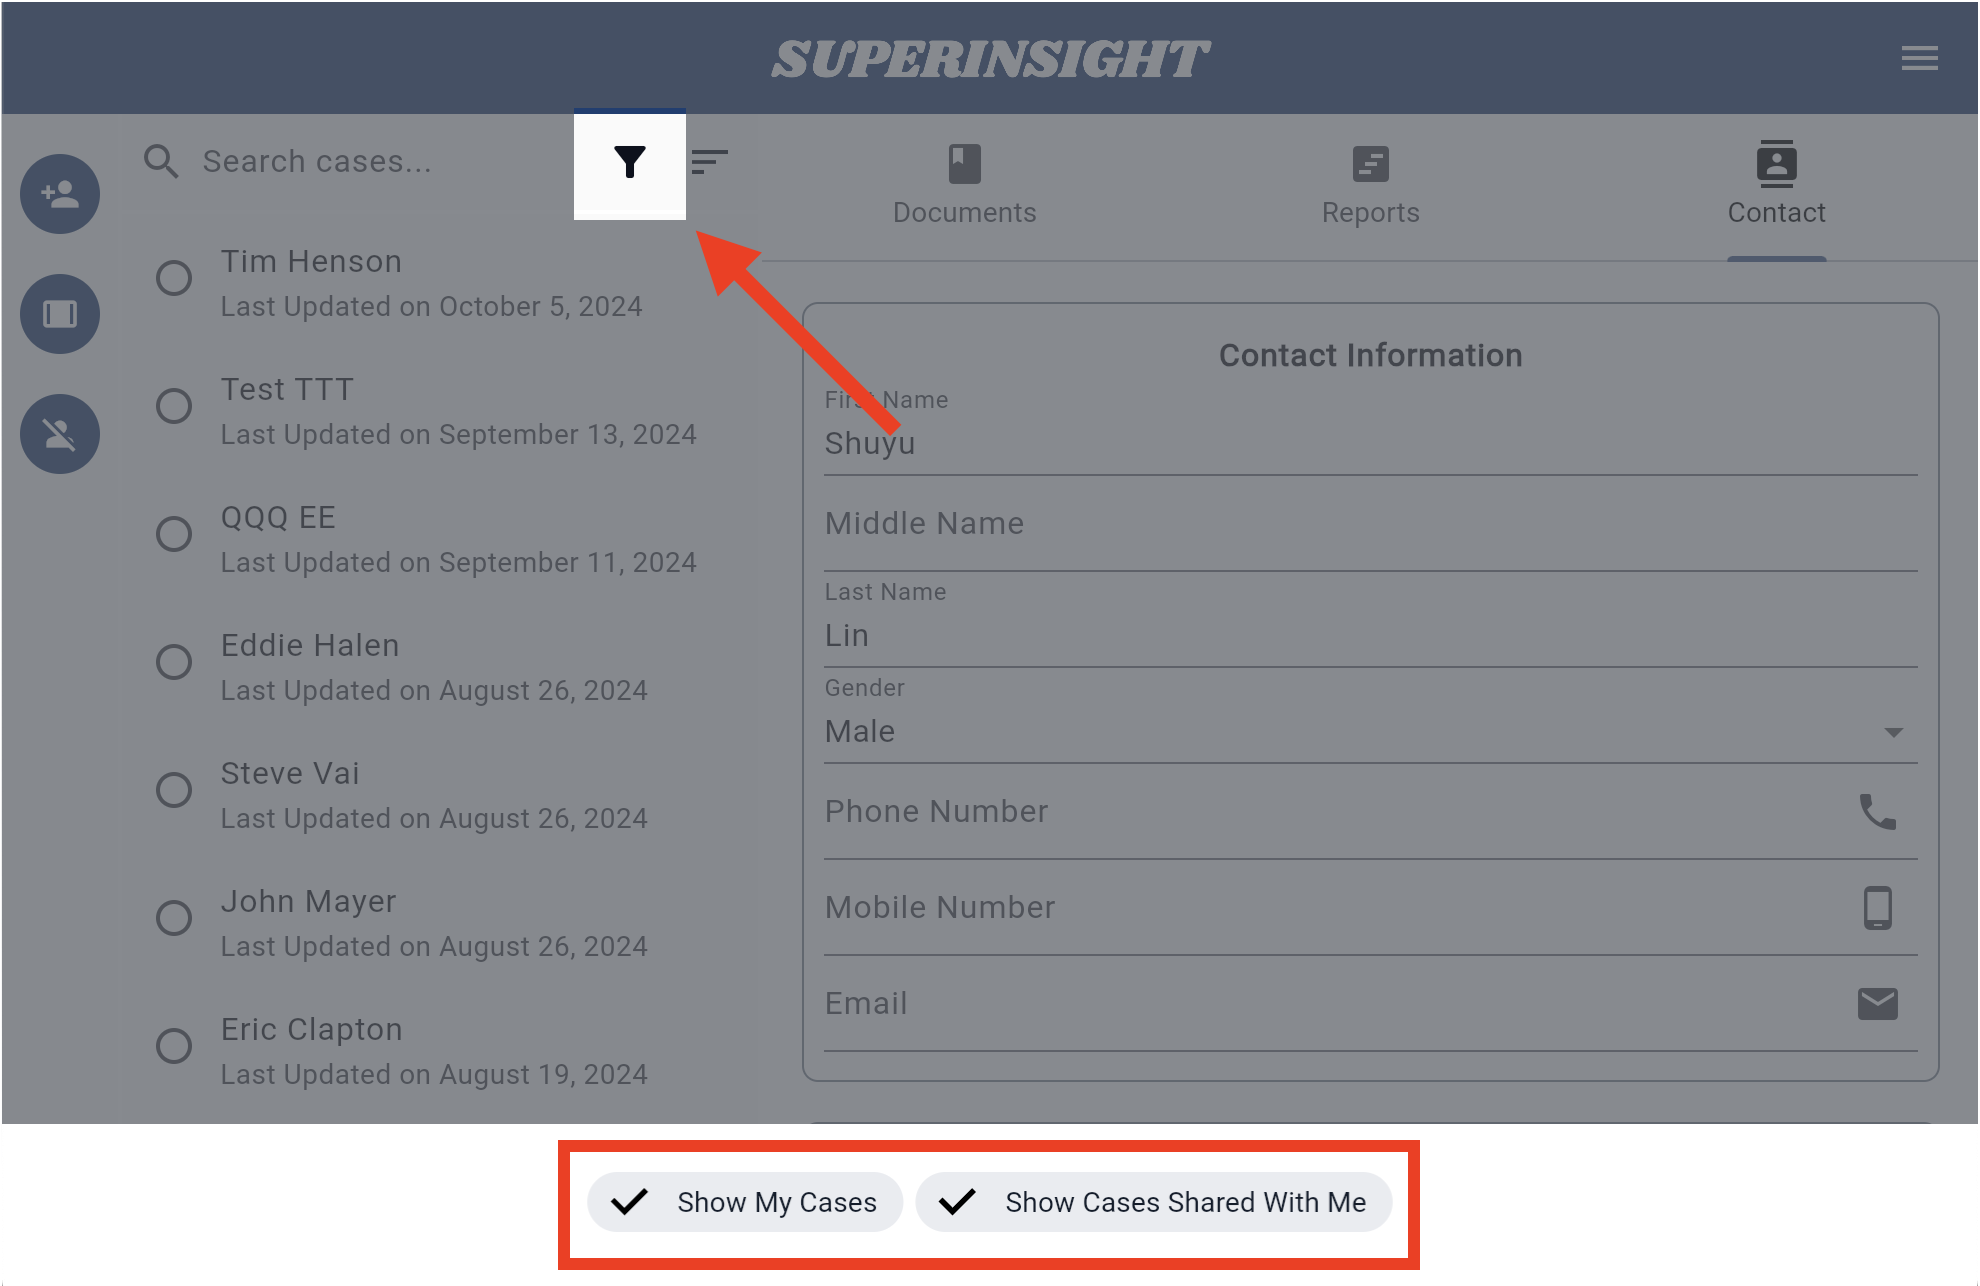 SUPERINSIGHT
Search cases...
Tim Henson
Last Updated on October 5, 2024
Test TTT
Last Updated on September 13, 2024
QQQ EE
Last Updated on September 11, 2024
Eddie Halen
Last Updated on August 26, 2024
Steve Vai
Last Updated on August 26, 2024
John Mayer
Last Updated on August 26, 2024
Eric Clapton
Last Updated on August 19, 2024
Documents
Reports
Contact
Contact Information
First Name
Shuyu
Middle Name
Last Name
Lin
Gender
Male
Phone Number
Mobile Number
Email
Show My Cases
Show Cases Shared With Me